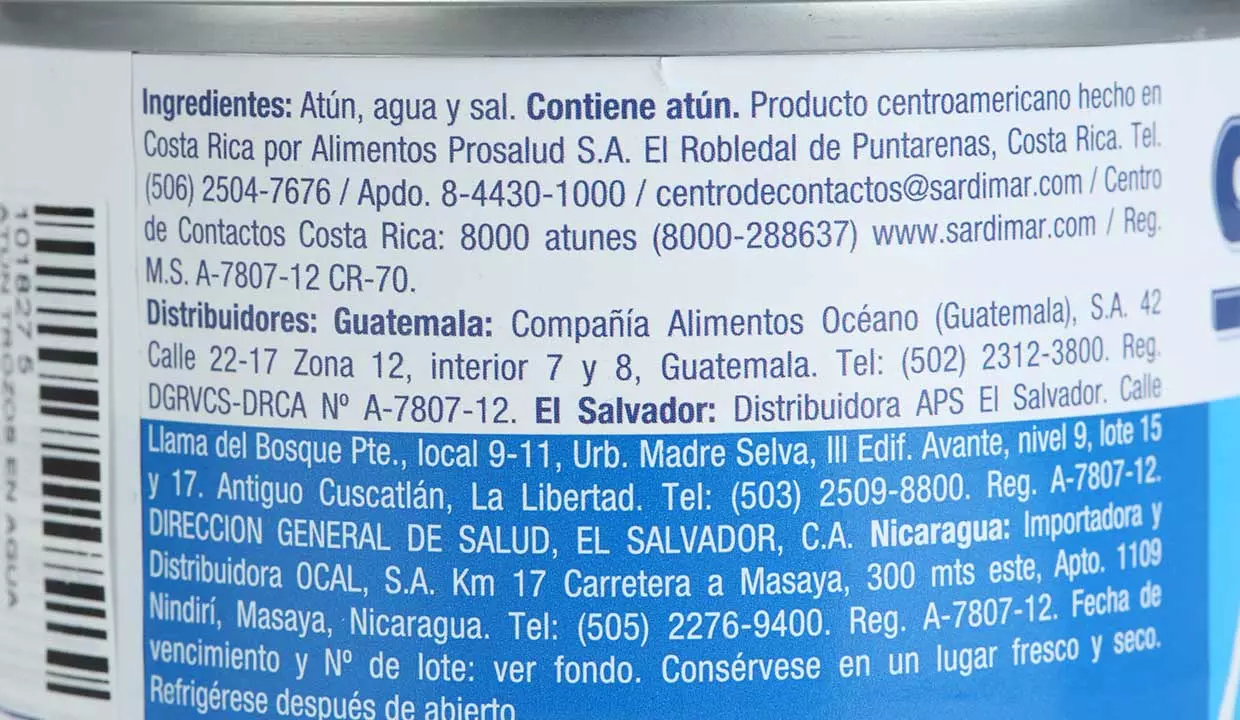 Ingredientes: Atún, agua y sal. Contiene atún. Producto centroamericano hecho en
Costa Rica por Alimentos Prosalud S.A. El Robledal de Puntarenas, Costa Rica. Tel.
(506) 2504-7676 / Apdo. 8-4430-1000 / centrodecontactos@sardimar.com / Centro
de Contactos Costa Rica: 8000 atunes (8000-288637) www.sardimar.com / Reg.
M.S. A-7807-12 CR-70.
Distribuidores: Guatemala: Compañía Alimentos Océano (Guatemala), S.A. 42
Calle 22-17 Zona 12, interior 7 y 8, Guatemala. Tel: (502) 2312-3800. Reg.
DGRVCS-DRCA Nº A-7807-12. El Salvador: Distribuidora APS El Salvador. Calle
Llama del Bosque Pte., local 9-11, Urb. Madre Selva, III Edif. Avante, nivel 9, lote 15
y 17. Antiguo Cuscatlán, La Libertad. Tel: (503) 2509-8800. Reg. A-7807-12.
DIRECCION GENERAL DE SALUD, EL SALVADOR, C.A. Nicaragua: Importadora y
Distribuidora OCAL, S.A. Km 17 Carretera a Masaya, 300 mts este, Apto. 1109
Nindirí, Masaya, Nicaragua. Tel: (505) 2276-9400. Reg. A-7807-12. Fecha de
vencimiento y Nº de lote: ver fondo. Consérvese en un lugar fresco y seco.
Refrigérese después de abierto
101827 5
ATUN TROZOS EN AGUA